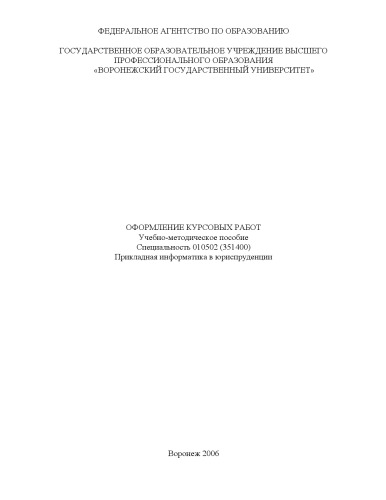 ФЕДЕРАЛЬНОЕ АГЕНТСТВО ПО ОБРАЗОВАНИЮ
ГОСУДАРСТВЕННОЕ ОБРАЗОВАТЕЛЬНОЕ УЧРЕЖДЕНИЕ ВЫСШЕГО
ПРОФЕССИОНАЛЬНОГО ОБРАЗОВАНИЯ
«ВОРОНЕЖСКИЙ ГОСУДАРСТВЕННЫЙ УНИВЕРСИТЕТ»
ОФОРМЛЕНИЕ КУРСОВЫХ РАБОТ
Учебно-методическое пособие
Специальность 010502 (351400)
Прикладная информатика в юриспруденции
Воронеж 2006